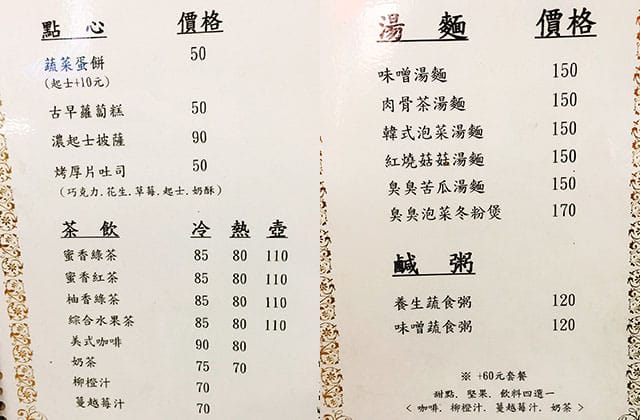 點 心 價格
蔬菜蛋餅 50
(起士+10元)
古早蘿蔔糕 50
濃起士披薩 90
烤厚片吐司 50
(巧克力.花生.草莓.起士.奶酥)
茶 飲 冷 熱 壺
蜜香綠茶 85 80 110
蜜香紅茶 85 80 110
柚香綠茶 85 80 110
綜合水果茶 85 80 110
美式咖啡 90 80
奶茶 75 70
柳橙汁 70
蔓越莓汁 70
湯 麵 價格
味噌湯麵 150
肉骨茶湯麵 150
韓式泡菜湯麵 150
紅燒菇菇湯麵 150
臭臭苦瓜湯麵 150
臭臭泡菜冬粉煲 170
鹹 粥
養生蔬食粥 120
味噌蔬食粥 120
※ +60元套餐
甜點. 堅果. 飲料四選一
< 咖啡. 柳橙汁. 蔓越莓汁. 奶茶 >